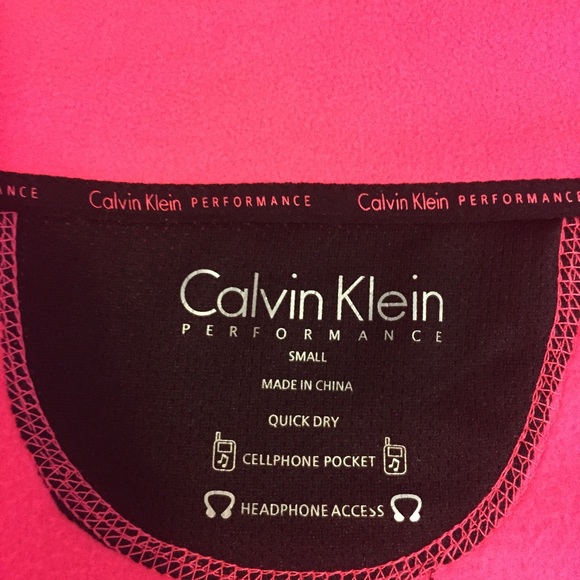 ANCE Calvin Klein PERFORMANCE Calvin Klein PERFORMANCE
Calvin Klein
PERFORMANCE
SMALL
MADE IN CHINA
QUICK DRY
CELLPHONE POCKET
HEADPHONE ACCESS